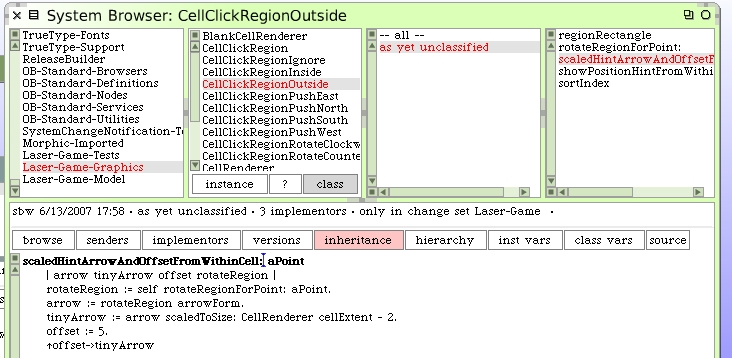 System Browser: CellClickRegionOutside
TrueType-Fonts
TrueType-Support
ReleaseBuilder
OB-Standard-Browsers
OB-Standard-Definitions
OB-Standard-Nodes
OB-Standard-Services
OB-Standard-Utilities
SystemChangeNotification-Te
Morphic-Imported
Laser-Game-Tests
Laser-Game-Graphics
Laser-Game-Model
BlankCellRenderer
CellClickRegion
CellClickRegionIgnore
CellClickRegionInside
CellClickRegionOutside
CellClickRegionPushEast
CellClickRegionPushNorth
CellClickRegionPushSouth
CellClickRegionPushWest
CellClickRegionRotateClockw
CellClickRegionRotateCounte
CellRenderer
instance ? class
-- all --
as yet unclassified
regionRectangle
rotateRegionForPoint:
scaledHintArrowAndOffsetF
showPositionHintFromWithi
sortIndex
sbw 6/13/2007 17:58 · as yet unclassified · 3 implementors · only in change set Laser-Game ·
browse senders implementors versions inheritance hierarchy inst vars class vars source
scaledHintArrowAndOffsetFromWithinCell: aPoint
| arrow tinyArrow offset rotateRegion |
rotateRegion := self rotateRegionForPoint: aPoint.
arrow := rotateRegion arrowForm.
tinyArrow := arrow scaledToSize: CellRenderer cellExtent - 2.
offset := 5.
↑offset->tinyArrow